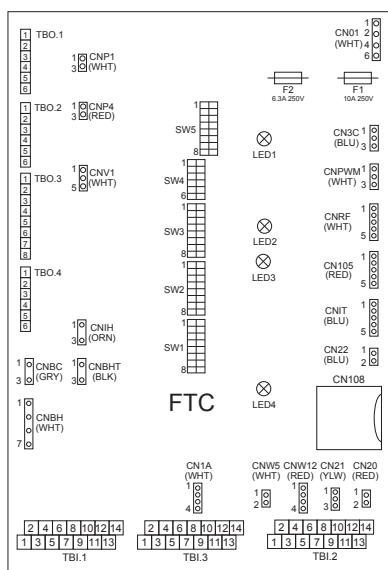 TBO.1
1
2
3
4
5
6
CNP1
(WHT)
1
3
CN01
(WHT)
1
2
4
6
F2
6.3A 250V
F1
10A 250V
TBO.2
1
2
3
4
5
6
CNP4
(RED)
1
3
SW5
1
8
LED1
CN3C
(BLU)
1
3
TBO.3
1
2
3
4
5
6
7
8
CNV1
(WHT)
1
5
SW4
1
6
CNPWM
(WHT)
1
3
SW3
1
8
LED2
CNRF
(WHT)
1
5
TBO.4
1
2
3
4
5
6
SW2
1
8
LED3
CN105
(RED)
1
5
CNIH
(ORN)
1
3
SW1
1
8
CNIT
(BLU)
1
5
CNBC
(GRY)
1
3
CNBHT
(BLK)
1
3
CN22
(BLU)
1
2
CNBH
(WHT)
1
7
FTC
LED4
CN108
CN1A
(WHT)
1
4
CNW5
(WHT)
1
2
CNW12
(RED)
1
4
CN21
(YLW)
1
3
CN20
(RED)
1
2
2 4 6 8 10 12 14
1 3 5 7 9 11 13
TBI.1
2 4 6 8 10 12 14
1 3 5 7 9 11 13
TBI.3
2 4 6 8 10 12 14
1 3 5 7 9 11 13
TBI.2